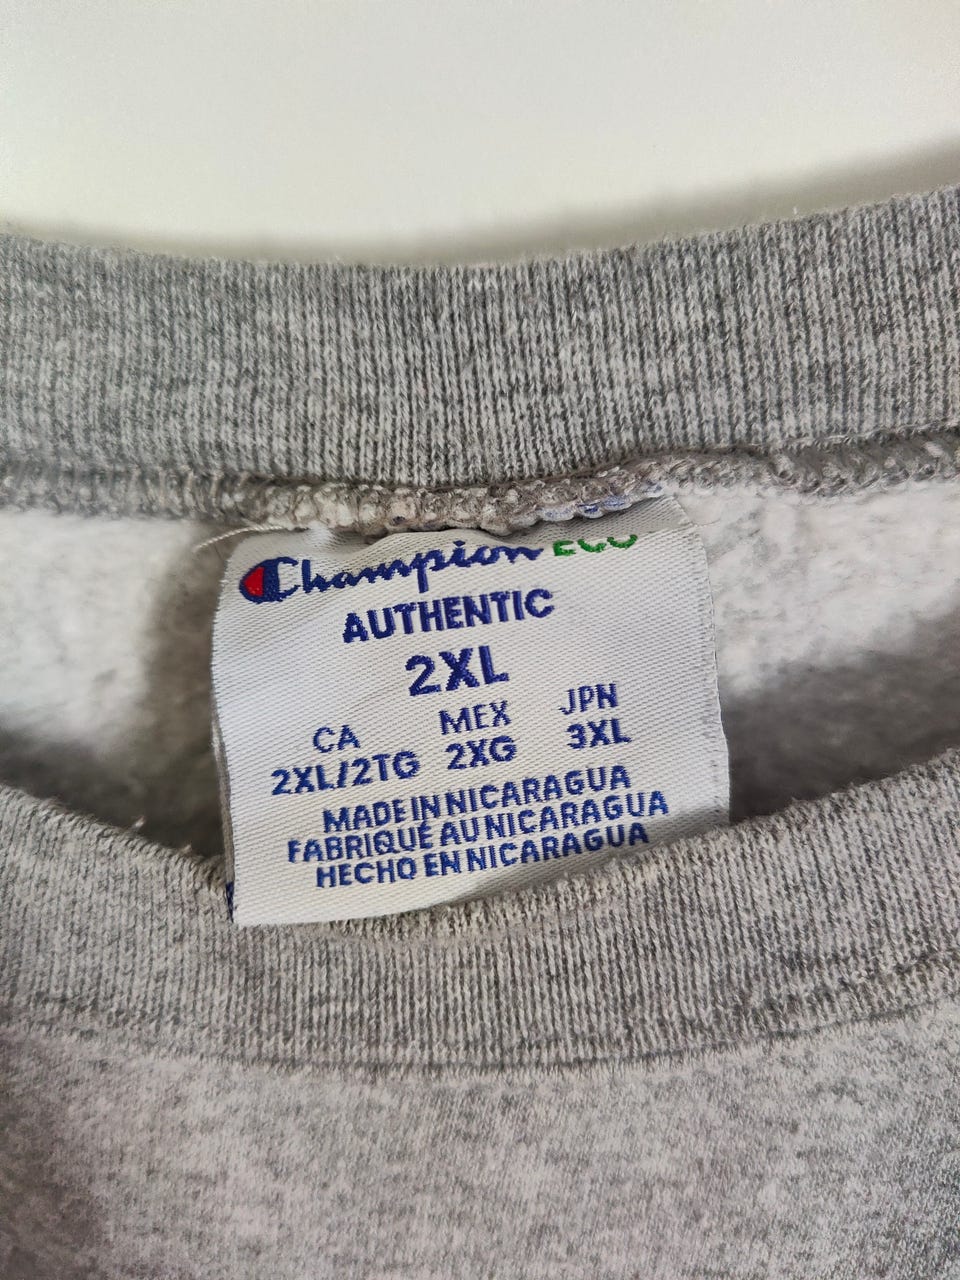 Champion ECO
AUTHENTIC
2XL
CA MEX JPN
2XL/2TG 2XG 3XL
MADE IN NICARAGUA
FABRIQUÉ AU NICARAGUA
HECHO EN NICARAGUA